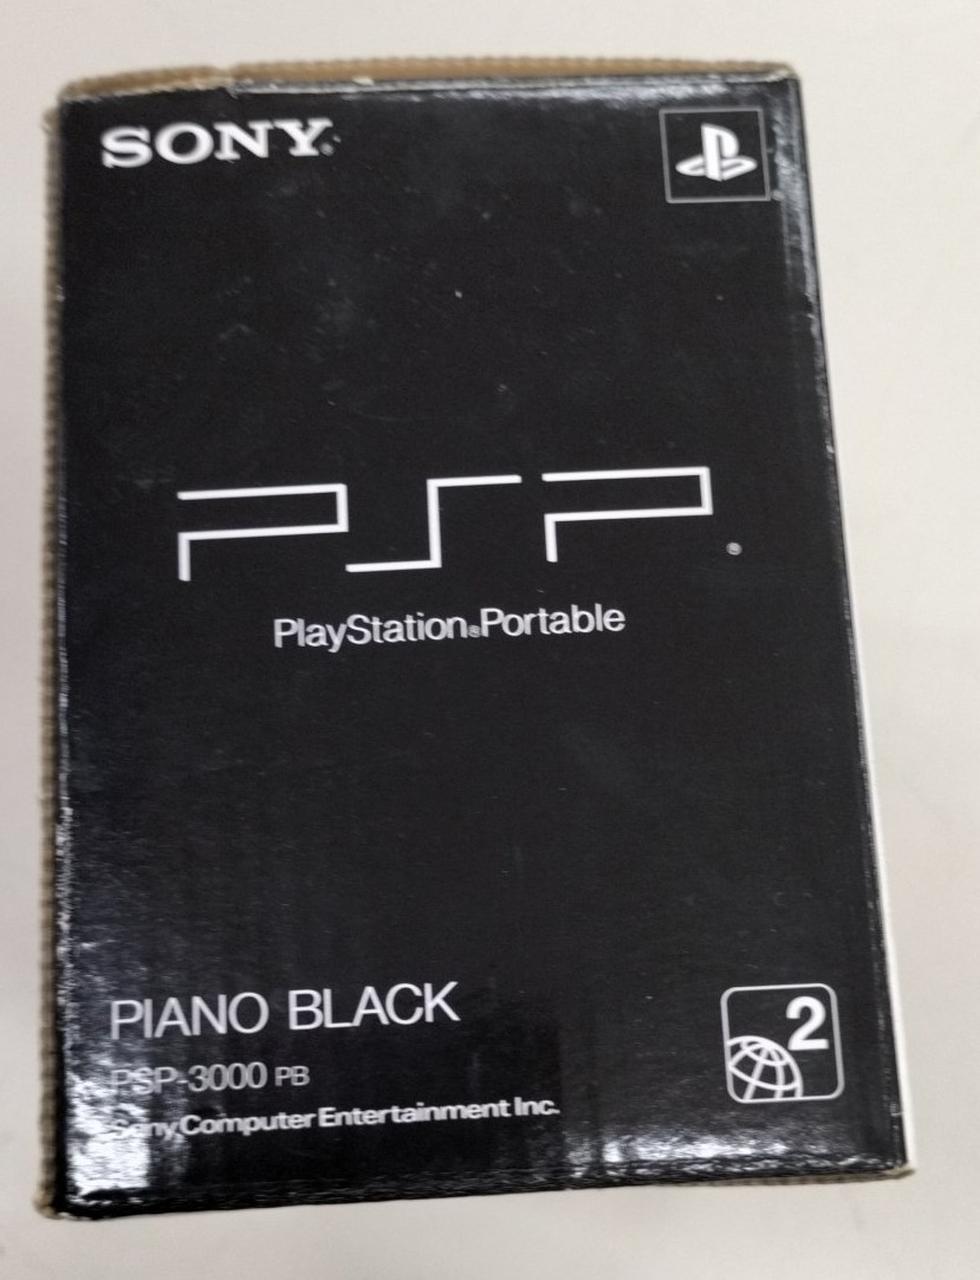 SONY®
PSP®
PlayStation®Portable
PIANO BLACK
PSP-3000 PB
Sony Computer Entertainment Inc.
2